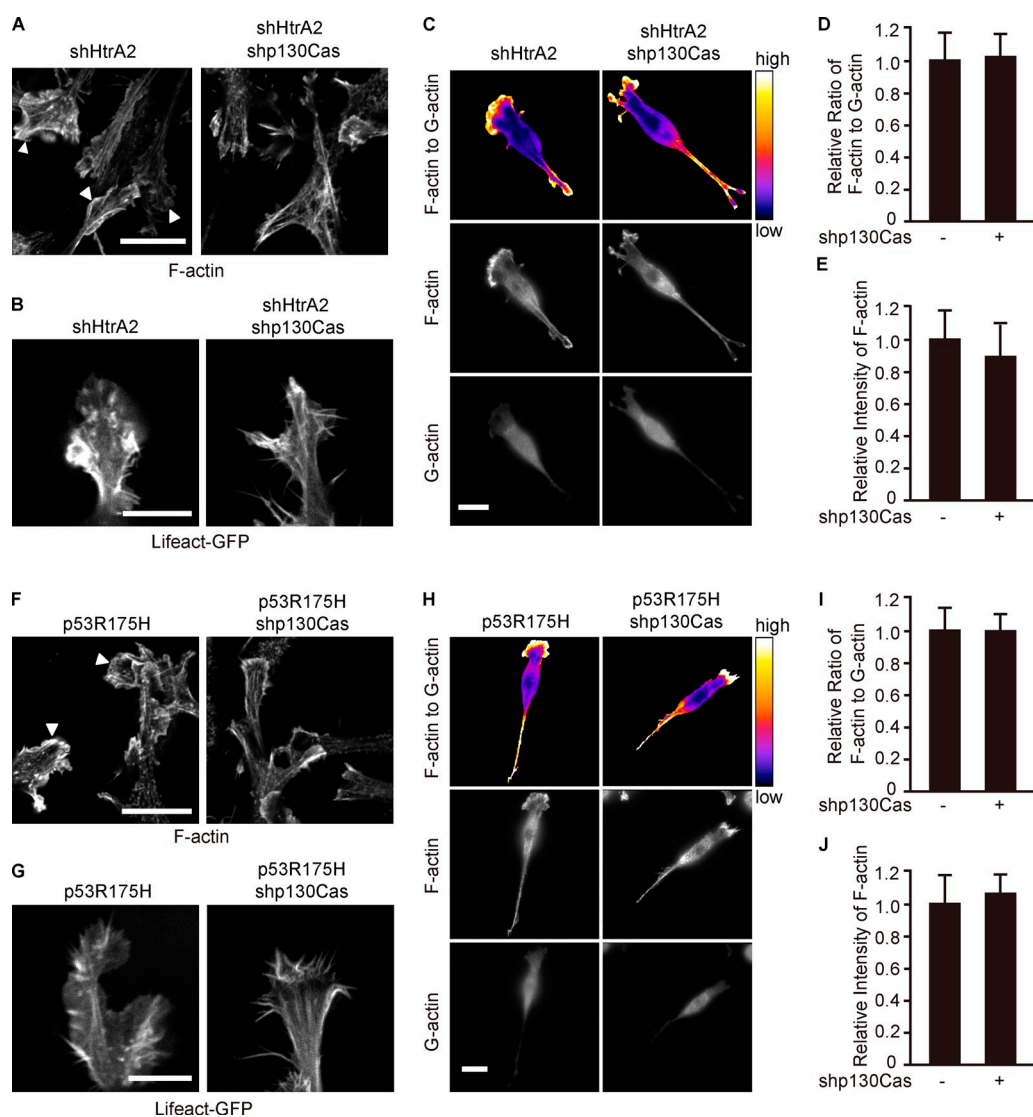 A
shHtrA2
shHtrA2
shp130Cas
F-actin
B
shHtrA2
shHtrA2
shp130Cas
Lifeact-GFP
C
shHtrA2
shHtrA2
shp130Cas
high
low
F-actin to G-actin
F-actin
G-actin
D
Relative Ratio of
F-actin to G-actin
1.2
1.0
0.8
0.6
0.4
1.2
0
shp130Cas - +
E
Relative Intensity of F-actin
1.2
1.0
0.8
0.6
0.4
1.2
0
shp130Cas - +
F
p53R175H
p53R175H
shp130Cas
F-actin
G
p53R175H
p53R175H
shp130Cas
Lifeact-GFP
H
p53R175H
p53R175H
shp130Cas
high
low
F-actin to G-actin
F-actin
G-actin
I
Relative Ratio of
F-actin to G-actin
1.2
1.0
0.8
0.6
0.4
1.2
0
shp130Cas - +
J
Relative Intensity of F-actin
1.2
1.0
0.8
0.6
0.4
1.2
0
shp130Cas - +